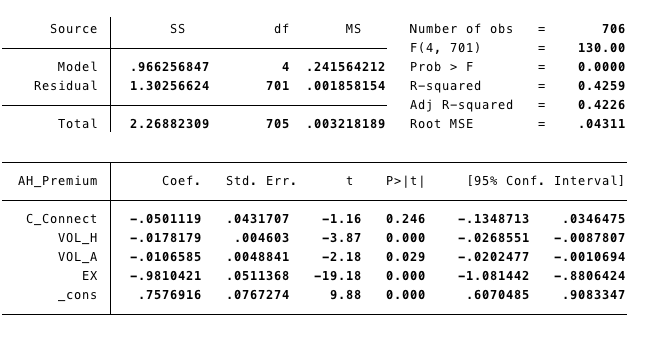 Source SS df MS Number of obs = 706
F(4, 701) = 130.00
Model .966256847 4 .241564212 Prob > F = 0.0000
Residual 1.30256624 701 .001858154 R-squared = 0.4259
Adj R-squared = 0.4226
Total 2.26882309 705 .003218189 Root MSE = .04311
AH_Premium Coef. Std. Err. t P>|t| [95% Conf. Interval]
C_Connect -.0501119 .0431707 -1.16 0.246 -.1348713 .0346475
VOL_H -.0178179 .004603 -3.87 0.000 -.0268551 -.0087807
VOL_A -.0106585 .0048841 -2.18 0.029 -.0202477 -.0010694
EX -.9810421 .0511368 -19.18 0.000 -1.081442 -.8806424
_cons .7576916 .0767274 9.88 0.000 .6070485 .9083347